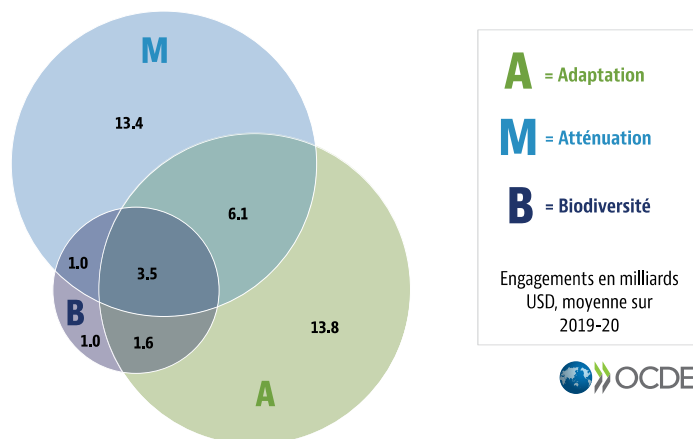 M
13.4
6.1
1.0
3.5
B
1.0
1.6
13.8
A
A = Adaptation
M = Atténuation
B = Biodiversité
Engagements en milliards
USD, moyenne sur
2019-20
OCDE